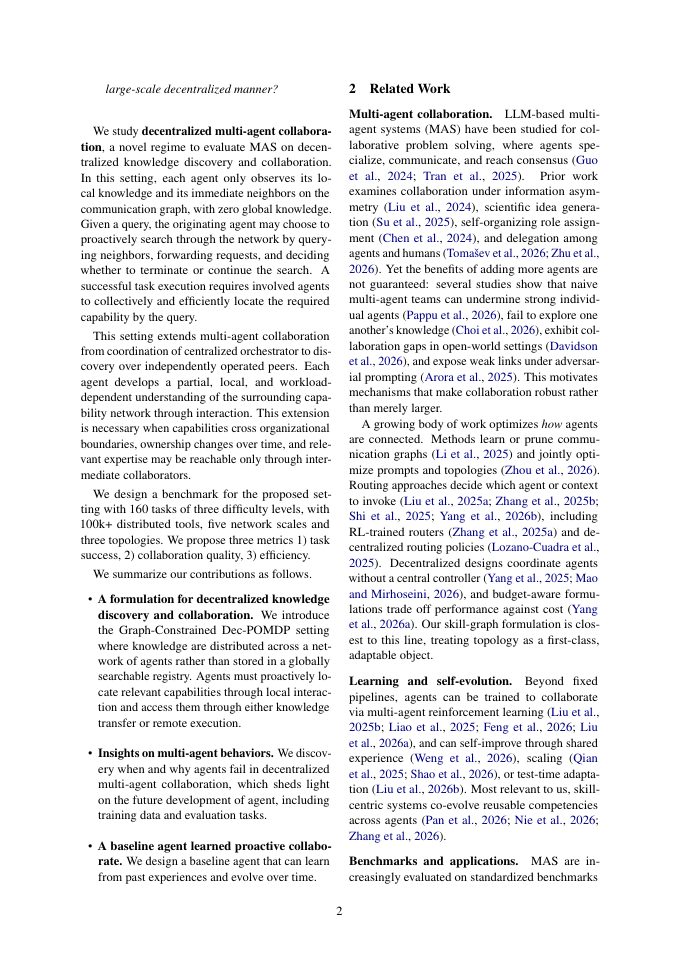 large-scale decentralized manner?
We study decentralized multi-agent collabora-
tion, a novel regime to evaluate MAS on decen-
tralized knowledge discovery and collaboration.
In this setting, each agent only observes its lo-
cal knowledge and its immediate neighbors on the
communication graph, with zero global knowledge.
Given a query, the originating agent may choose to
proactively search through the network by query-
ing neighbors, forwarding requests, and deciding
whether to terminate or continue the search. A
successful task execution requires involved agents
to collectively and efficiently locate the required
capability by the query.
This setting extends multi-agent collaboration
from coordination of centralized orchestrator to dis-
covery over independently operated peers. Each
agent develops a partial, local, and workload-
dependent understanding of the surrounding capa-
bility network through interaction. This extension
is necessary when capabilities cross organizational
boundaries, ownership changes over time, and rele-
vant expertise may be reachable only through inter-
mediate collaborators.
We design a benchmark for the proposed set-
ting with 160 tasks of three difficulty levels, with
100k+ distributed tools, five network scales and
three topologies. We propose three metrics 1) task
success, 2) collaboration quality, 3) efficiency.
We summarize our contributions as follows.
• A formulation for decentralized knowledge
discovery and collaboration. We introduce
the Graph-Constrained Dec-POMDP setting
where knowledge are distributed across a net-
work of agents rather than stored in a globally
searchable registry. Agents must proactively lo-
cate relevant capabilities through local interac-
tion and access them through either knowledge
transfer or remote execution.
• Insights on multi-agent behaviors. We discov-
ery when and why agents fail in decentralized
multi-agent collaboration, which sheds light
on the future development of agent, including
training data and evaluation tasks.
• A baseline agent learned proactive collabo-
rate. We design a baseline agent that can learn
from past experiences and evolve over time.
2 Related Work
Multi-agent collaboration. LLM-based multi-
agent systems (MAS) have been studied for col-
laborative problem solving, where agents spe-
cialize, communicate, and reach consensus (Guo
et al., 2024; Tran et al., 2025). Prior work
examines collaboration under information asym-
metry (Liu et al., 2024), scientific idea genera-
tion (Su et al., 2025), self-organizing role assign-
ment (Chen et al., 2024), and delegation among
agents and humans (Tomašev et al., 2026; Zhu et al.,
2026). Yet the benefits of adding more agents are
not guaranteed: several studies show that naive
multi-agent teams can undermine strong individ-
ual agents (Pappu et al., 2026), fail to explore one
another's knowledge (Choi et al., 2026), exhibit col-
laboration gaps in open-world settings (Davidson
et al., 2026), and expose weak links under adversar-
ial prompting (Arora et al., 2025). This motivates
mechanisms that make collaboration robust rather
than merely larger.
A growing body of work optimizes how agents
are connected. Methods learn or prune commu-
nication graphs (Li et al., 2025) and jointly opti-
mize prompts and topologies (Zhou et al., 2026).
Routing approaches decide which agent or context
to invoke (Liu et al., 2025a; Zhang et al., 2025b;
Shi et al., 2025; Yang et al., 2026b), including
RL-trained routers (Zhang et al., 2025a) and de-
centralized routing policies (Lozano-Cuadra et al.,
2025). Decentralized designs coordinate agents
without a central controller (Yang et al., 2025; Mao
and Mirhoseini, 2026), and budget-aware formu-
lations trade off performance against cost (Yang
et al., 2026a). Our skill-graph formulation is clos-
est to this line, treating topology as a first-class,
adaptable object.
Learning and self-evolution. Beyond fixed
pipelines, agents can be trained to collaborate
via multi-agent reinforcement learning (Liu et al.,
2025b; Liao et al., 2025; Feng et al., 2026; Liu
et al., 2026a), and can self-improve through shared
experience (Weng et al., 2026), scaling (Qian
et al., 2025; Shao et al., 2026), or test-time adapta-
tion (Liu et al., 2026b). Most relevant to us, skill-
centric systems co-evolve reusable competencies
across agents (Pan et al., 2026; Nie et al., 2026;
Zhang et al., 2026).
Benchmarks and applications. MAS are in-
creasingly evaluated on standardized benchmarks
2